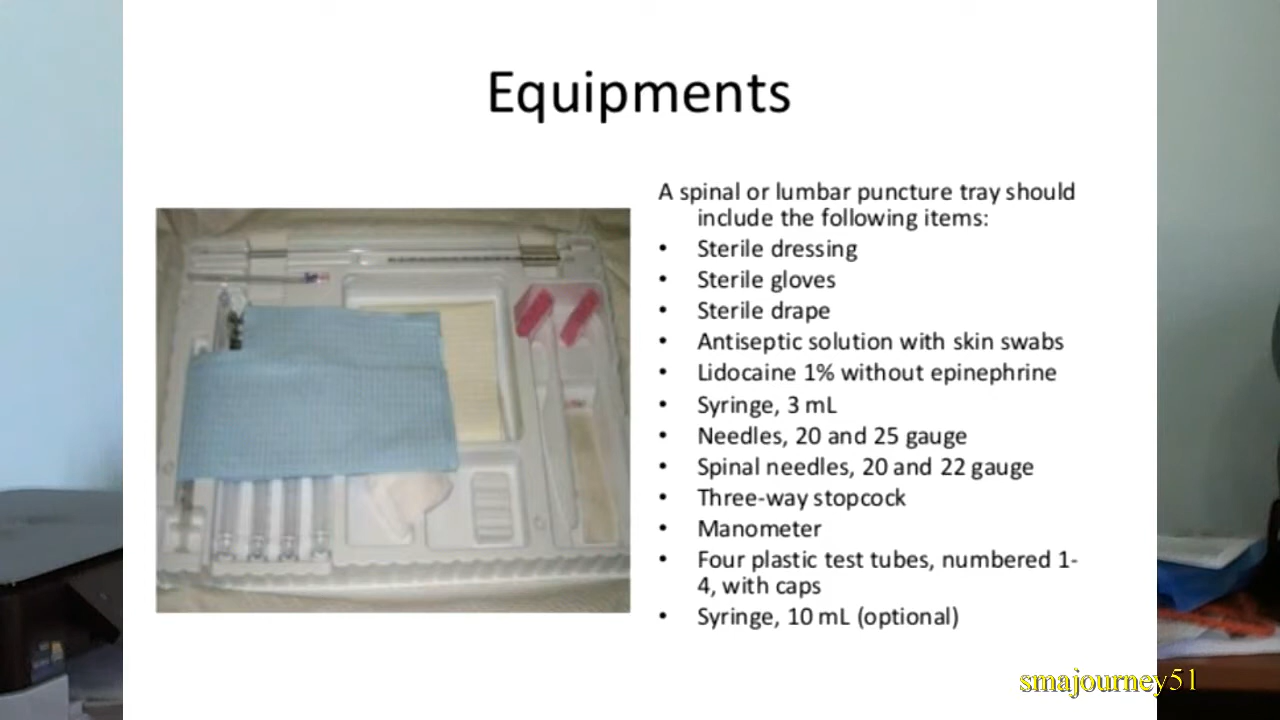 Equipments
A spinal or lumbar puncture tray should
include the following items:
• Sterile dressing
• Sterile gloves
• Sterile drape
• Antiseptic solution with skin swabs
• Lidocaine 1% without epinephrine
• Syringe, 3 mL
• Needles, 20 and 25 gauge
• Spinal needles, 20 and 22 gauge
• Three-way stopcock
• Manometer
• Four plastic test tubes, numbered 1-
4, with caps
• Syringe, 10 mL (optional)
smajourney51